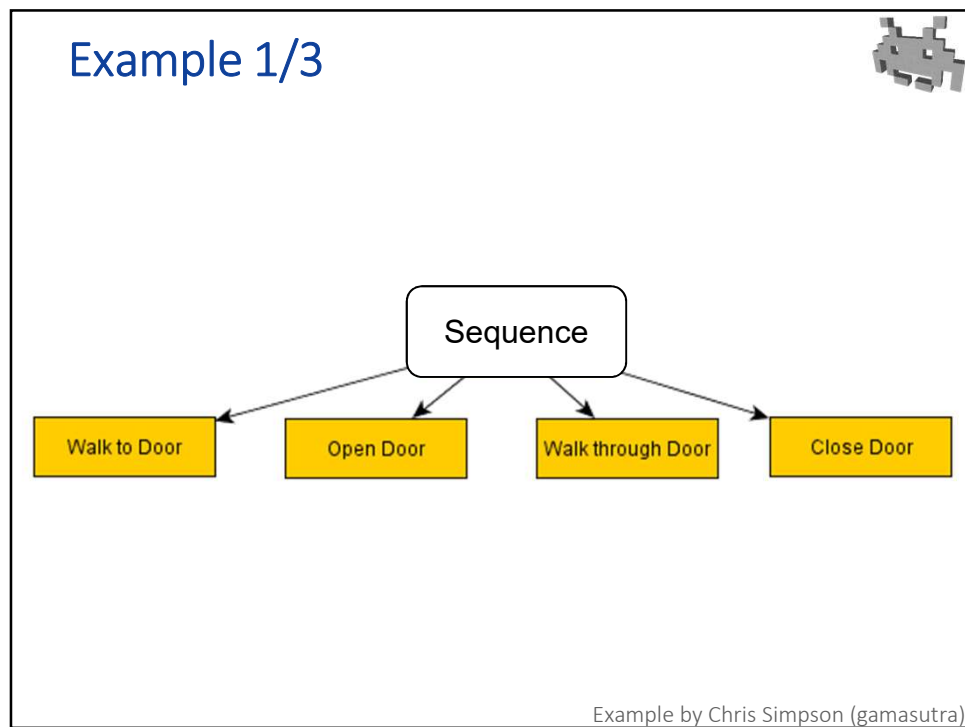 Example 1/3
Sequence
Walk to Door
Open Door
Walk through Door
Close Door
Example by Chris Simpson (gamasutra)